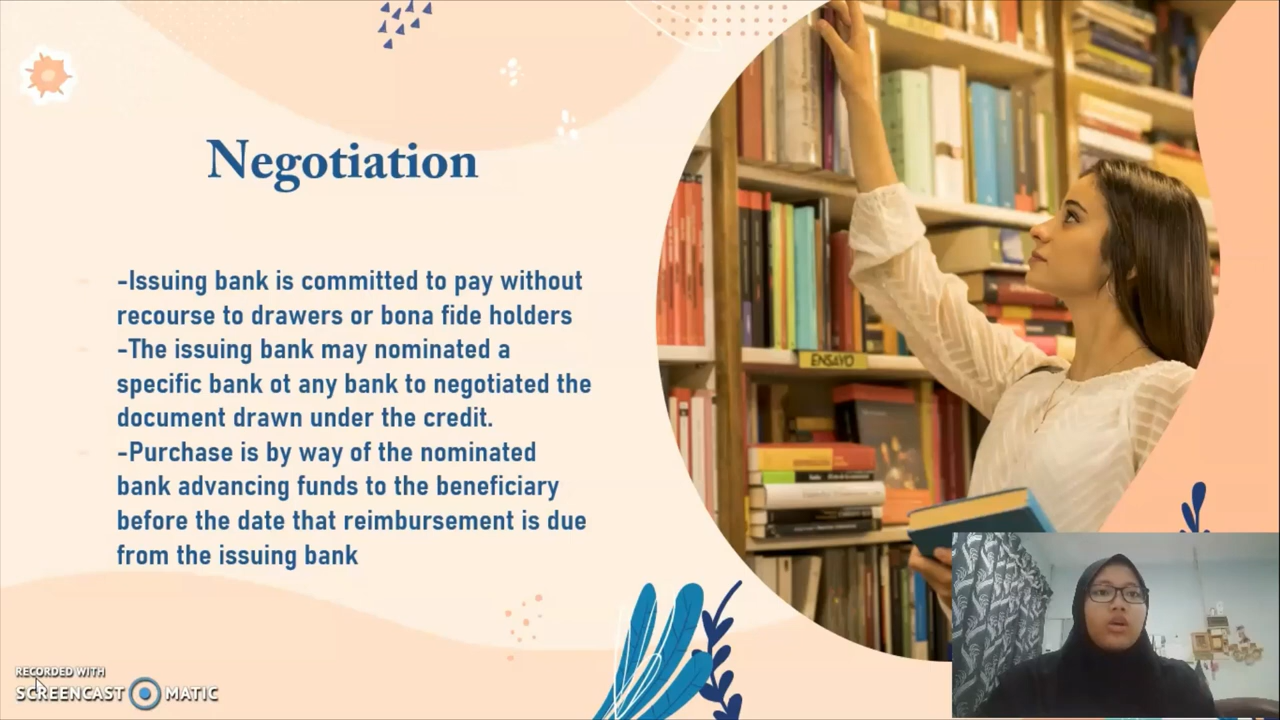 Negotiation
-Issuing bank is committed to pay without
recourse to drawers or bona fide holders
-The issuing bank may nominated a
specific bank ot any bank to negotiated the
document drawn under the credit.
-Purchase is by way of the nominated
bank advancing funds to the beneficiary
before the date that reimbursement is due
from the issuing bank
ENSAYO
RECORDED WITH
SCREENCAST MATIC